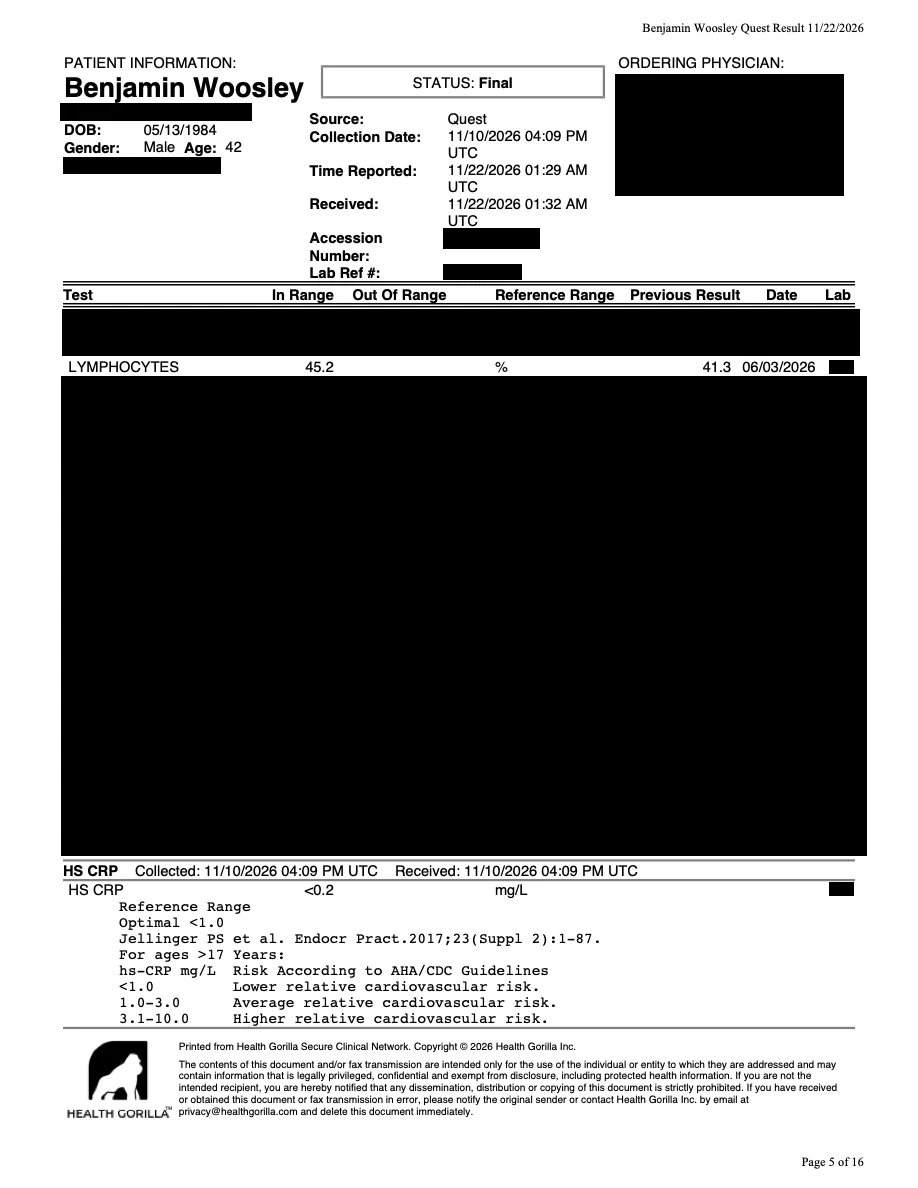 Benjamin Woosley Quest Result 11/22/2026
PATIENT INFORMATION:
Benjamin Woosley
DOB: 05/13/1984
Gender: Male Age: 42
STATUS: Final
Source: Quest
Collection Date: 11/10/2026 04:09 PM
UTC
Time Reported: 11/22/2026 01:29 AM
UTC
Received: 11/22/2026 01:32 AM
UTC
Accession
Number:
Lab Ref #:
ORDERING PHYSICIAN:
Test In Range Out Of Range Reference Range Previous Result Date Lab
LYMPHOCYTES 45.2 % 41.3 06/03/2026
HS CRP Collected: 11/10/2026 04:09 PM UTC Received: 11/10/2026 04:09 PM UTC
HS CRP <0.2 mg/L
Reference Range
Optimal <1.0
Jellinger PS et al. Endocr Pract.2017;23(Suppl 2):1-87.
For ages >17 Years:
hs-CRP mg/L Risk According to AHA/CDC Guidelines
<1.0 Lower relative cardiovascular risk.
1.0-3.0 Average relative cardiovascular risk.
3.1-10.0 Higher relative cardiovascular risk.
HEALTH GORILLA™
Printed from Health Gorilla Secure Clinical Network. Copyright © 2026 Health Gorilla Inc.
The contents of this document and/or fax transmission are intended only for the use of the individual or entity to which they are addressed and may
contain information that is legally privileged, confidential and exempt from disclosure, including protected health information. If you are not the
intended recipient, you are hereby notified that any dissemination, distribution or copying of this document is strictly prohibited. If you have received
or obtained this document or fax transmission in error, please notify the original sender or contact Health Gorilla Inc. by email at
privacy@healthgorilla.com and delete this document immediately.
Page 5 of 16